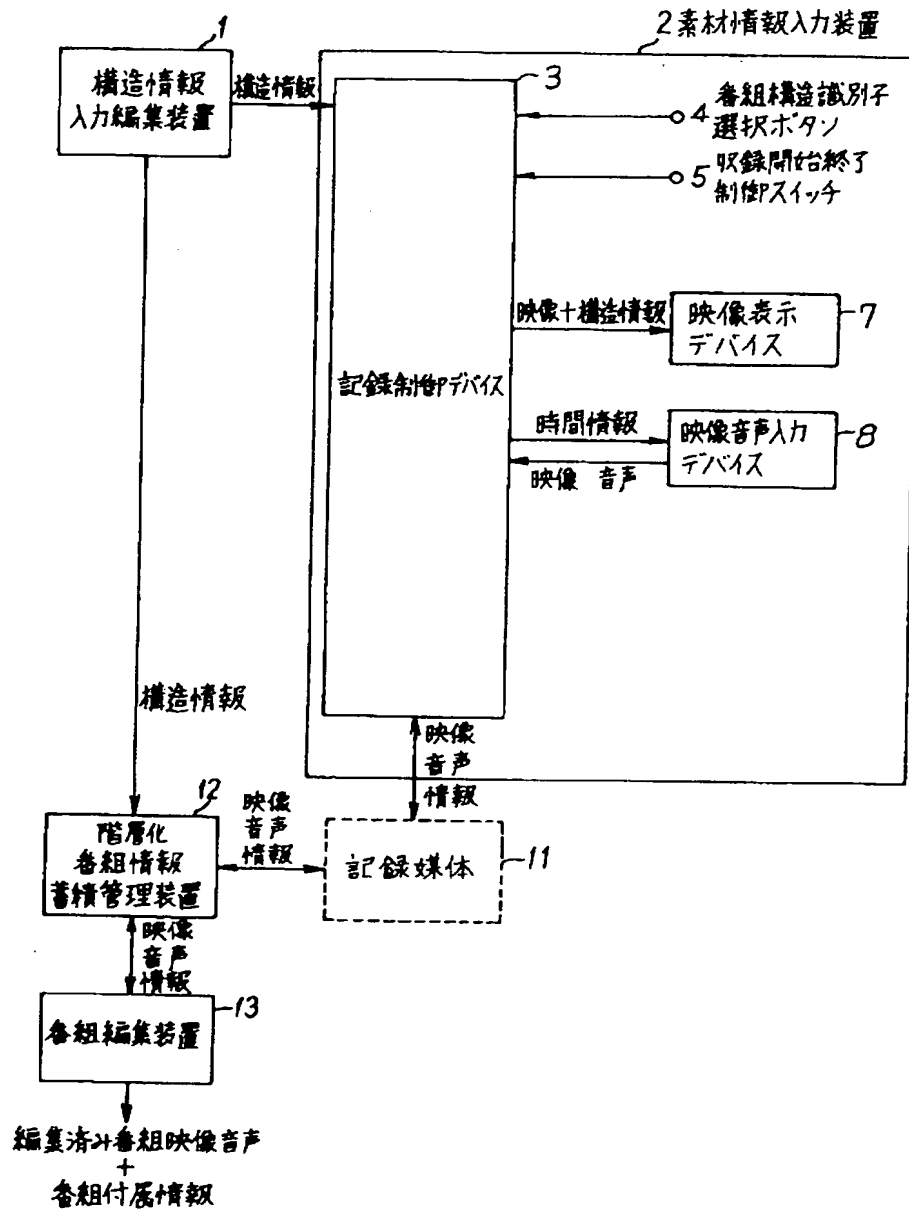 1
構造情報
入力編集装置
構造情報
2 素材情報入力装置
3
4 番組構造識別子
選択ボタン
5 収録開始終了
制御スイッチ
映像+構造情報
映像表示
デバイス
7
記録制御デバイス
時間情報
映像 音声
映像音声入力
デバイス
8
構造情報
映像
音声
情報
12
階層化
番組情報
蓄積管理装置
映像
音声
情報
記録媒体
11
映像
音声
情報
13
番組編集装置
編集済み番組映像音声
+
番組付属情報